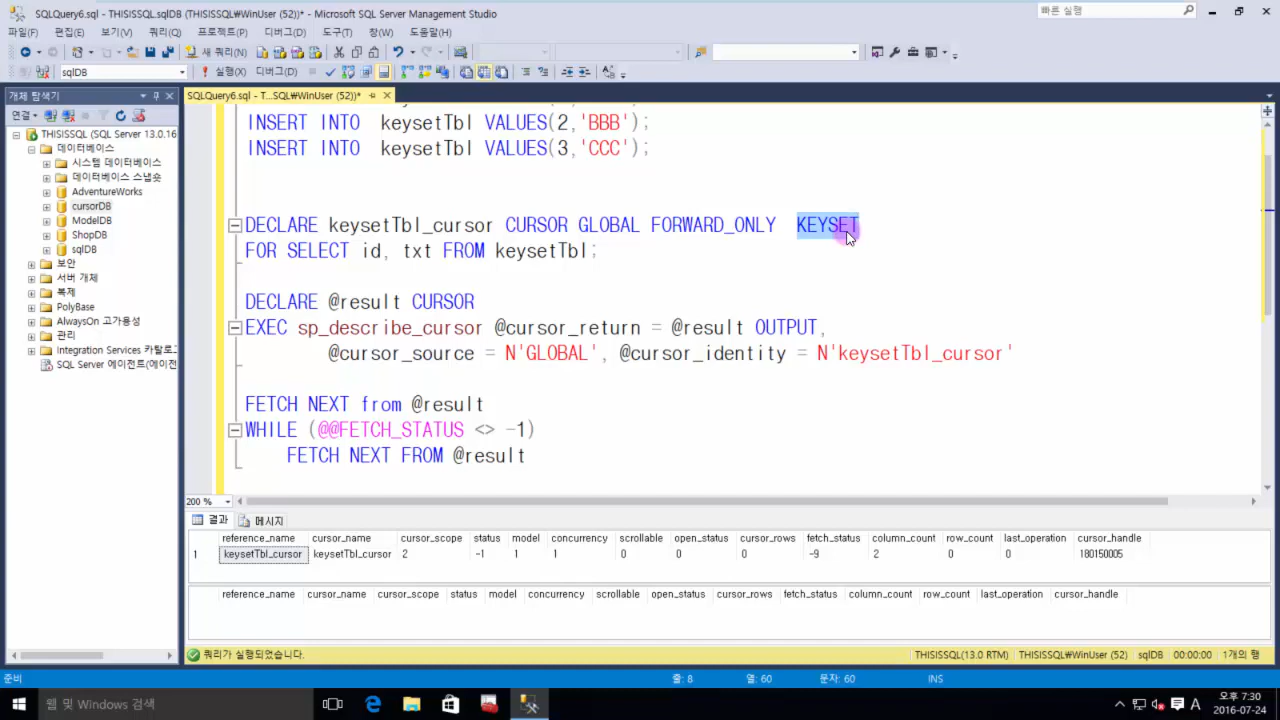 SQLQuery6.sql - THISISSQL.sqlDB (THISISSQL₩WinUser (52))* - Microsoft SQL Server Management Studio
빠른 실행
파일(F) 편집(E) 보기(V) 쿼리(Q) 프로젝트(P) 디버그(D) 도구(T) 창(W) 도움말(H)
새 쿼리(N)
sqlDB
실행(X) 디버그(D)
개체 탐색기
SQLQuery6.sql - T...SQL₩WinUser (52))*
연결
THISISSQL (SQL Server 13.0.16
데이터베이스
시스템 데이터베이스
데이터베이스 스냅숏
AdventureWorks
cursorDB
ModelDB
ShopDB
sqlDB
보안
서버 개체
복제
PolyBase
AlwaysOn 고가용성
관리
Integration Services 카탈로그
SQL Server 에이전트(에이전
INSERT INTO keysetTbl VALUES(2,'BBB');
INSERT INTO keysetTbl VALUES(3,'CCC');
DECLARE keysetTbl_cursor CURSOR GLOBAL FORWARD_ONLY KEYSET
FOR SELECT id, txt FROM keysetTbl;
DECLARE @result CURSOR
EXEC sp_describe_cursor @cursor_return = @result OUTPUT,
@cursor_source = N'GLOBAL', @cursor_identity = N'keysetTbl_cursor'
FETCH NEXT from @result
WHILE (@@FETCH_STATUS <> -1)
FETCH NEXT FROM @result
200 %
결과 메시지
reference_name cursor_name cursor_scope status model concurrency scrollable open_status cursor_rows fetch_status column_count row_count last_operation cursor_handle
1 keysetTbl_cursor keysetTbl_cursor 2 -1 1 1 0 0 0 -9 2 0 0 180150005
reference_name cursor_name cursor_scope status model concurrency scrollable open_status cursor_rows fetch_status column_count row_count last_operation cursor_handle
쿼리가 실행되었습니다.
THISISSQL(13.0 RTM) THISISSQL₩WinUser (52) sqlDB 00:00:00 1개의 행
준비 줄: 8 열: 60 문자: 60 INS
웹 및 Windows 검색
A 오후 7:30
2016-07-24